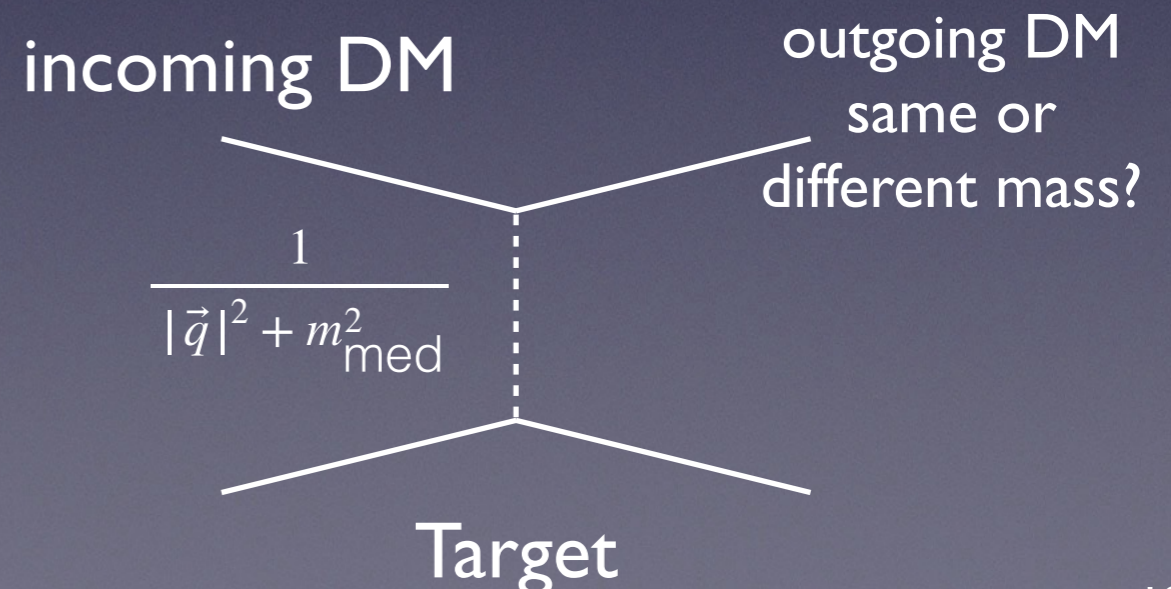 incoming DM
outgoing DM
same or
different mass?
1
|q⃗|² + m²med
Target